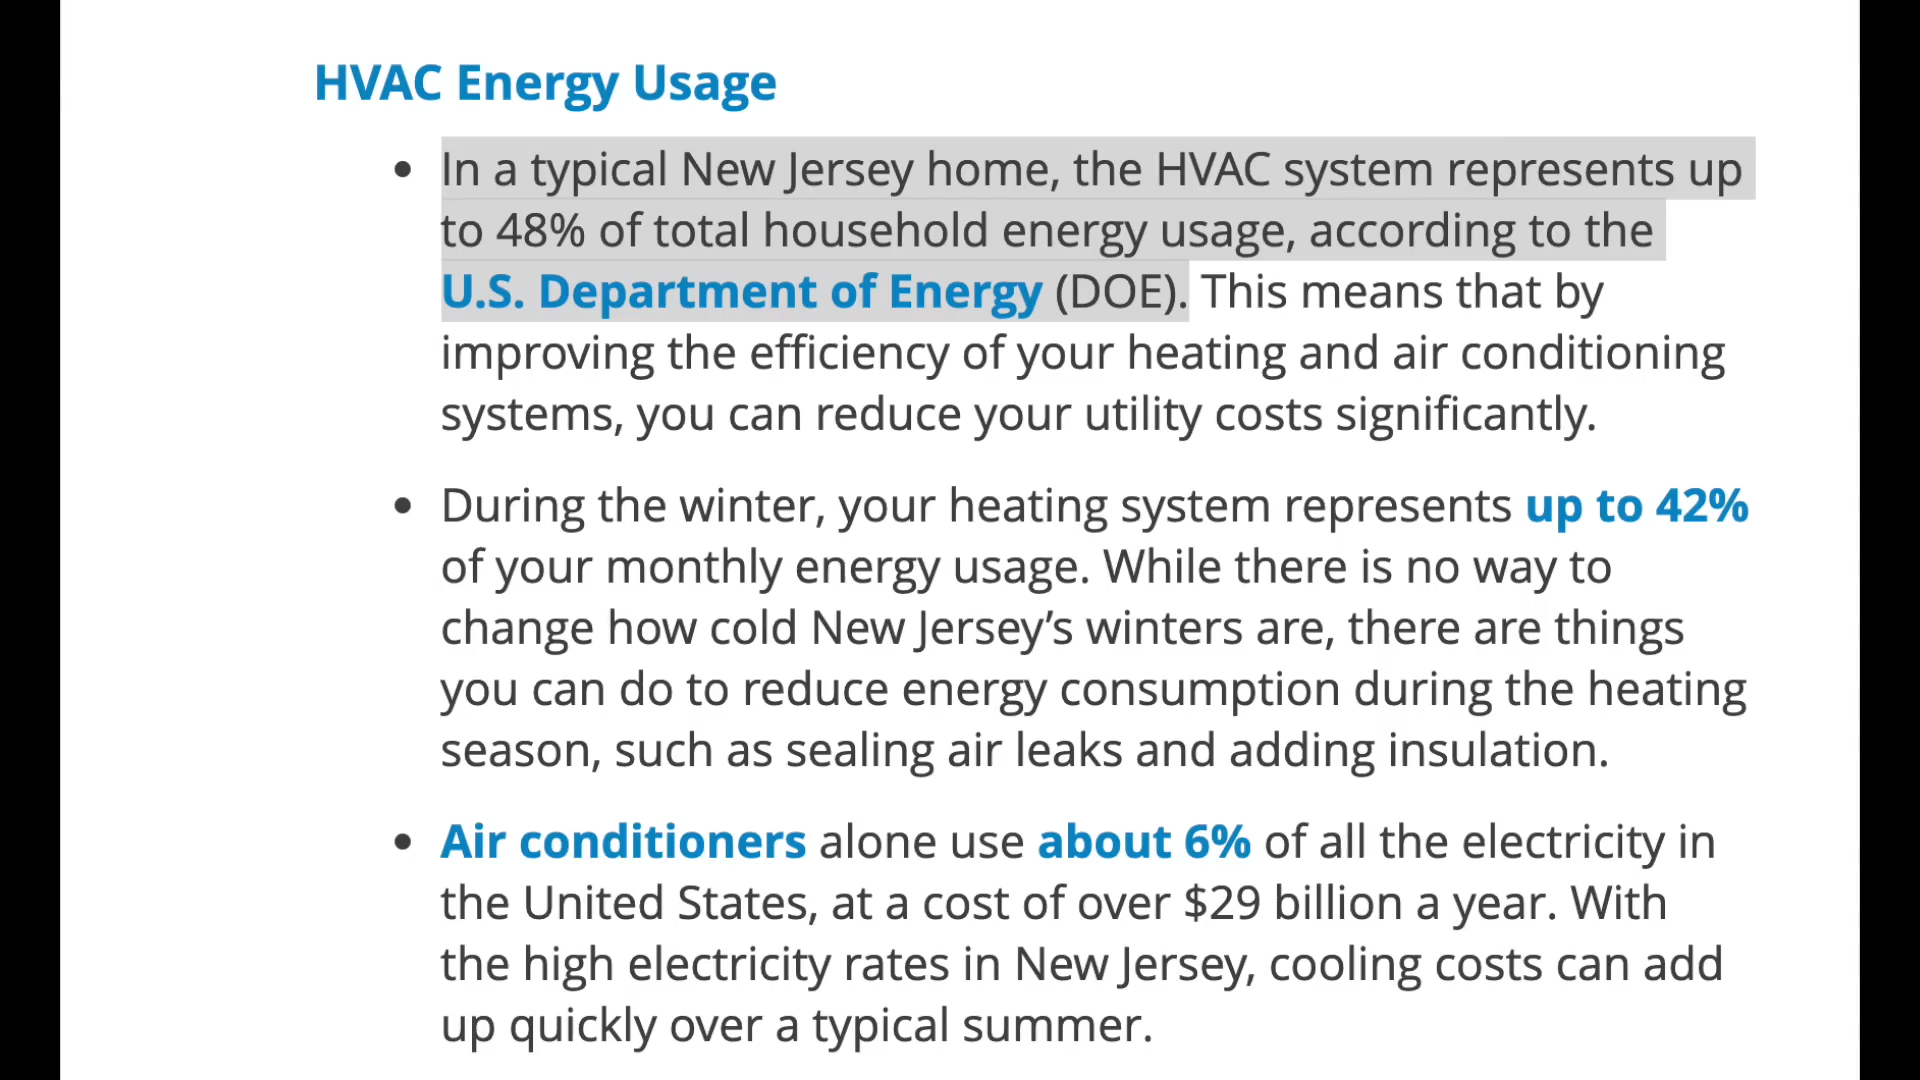 HVAC Energy Usage
• In a typical New Jersey home, the HVAC system represents up
to 48% of total household energy usage, according to the
U.S. Department of Energy (DOE). This means that by
improving the efficiency of your heating and air conditioning
systems, you can reduce your utility costs significantly.
• During the winter, your heating system represents up to 42%
of your monthly energy usage. While there is no way to
change how cold New Jersey’s winters are, there are things
you can do to reduce energy consumption during the heating
season, such as sealing air leaks and adding insulation.
• Air conditioners alone use about 6% of all the electricity in
the United States, at a cost of over $29 billion a year. With
the high electricity rates in New Jersey, cooling costs can add
up quickly over a typical summer.